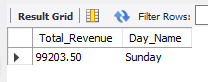 Result Grid Filter Rows:
Total_Revenue Day_Name
99203.50 Sunday